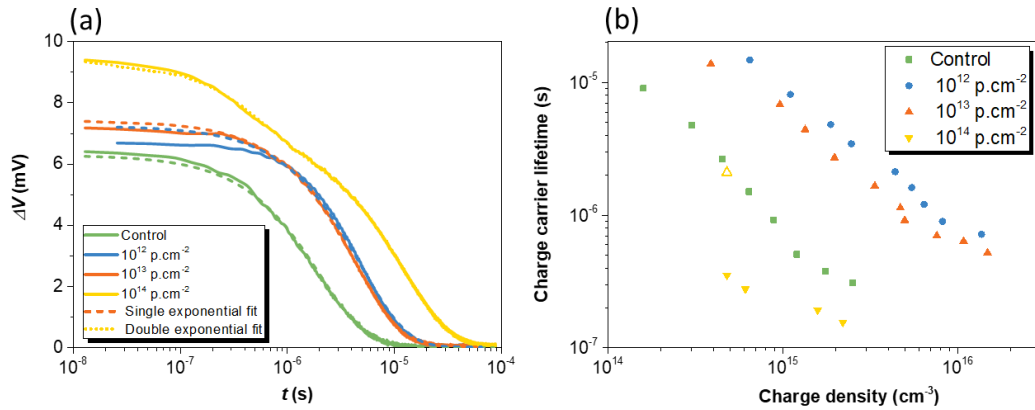 (a)
10
8
6
4
2
0
ΔV (mV)
Control
10¹² p.cm⁻²
10¹³ p.cm⁻²
10¹⁴ p.cm⁻²
Single exponential fit
Double exponential fit
10⁻⁸ 10⁻⁷ 10⁻⁶ 10⁻⁵ 10⁻⁴
t (s)
(b)
10⁻⁵
10⁻⁶
10⁻⁷
Charge carrier lifetime (s)
Control
10¹² p.cm⁻²
10¹³ p.cm⁻²
10¹⁴ p.cm⁻²
10¹⁴ 10¹⁵ 10¹⁶
Charge density (cm⁻³)